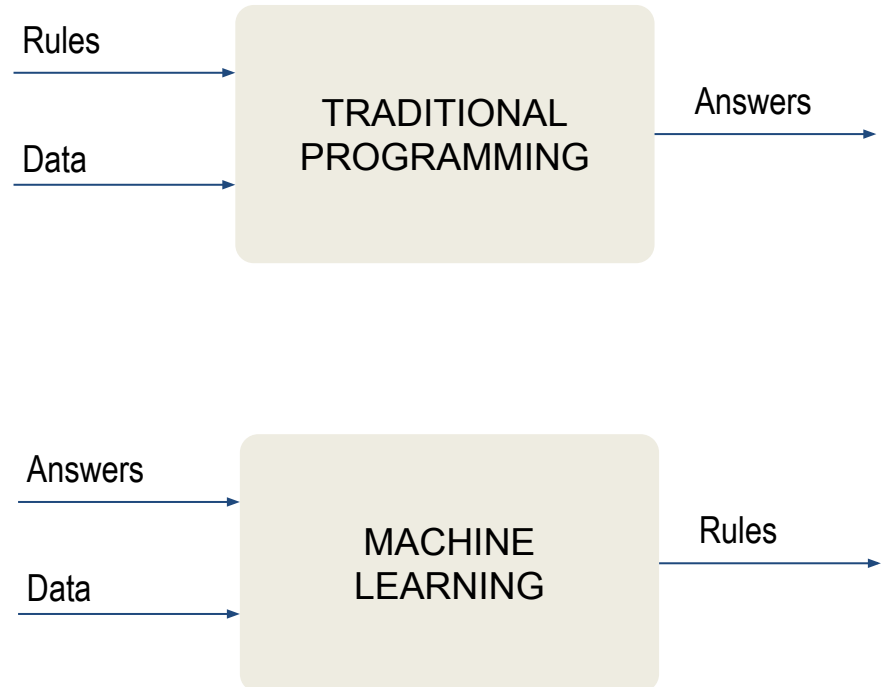 Rules
Data
TRADITIONAL
PROGRAMMING
Answers
Answers
Data
MACHINE
LEARNING
Rules